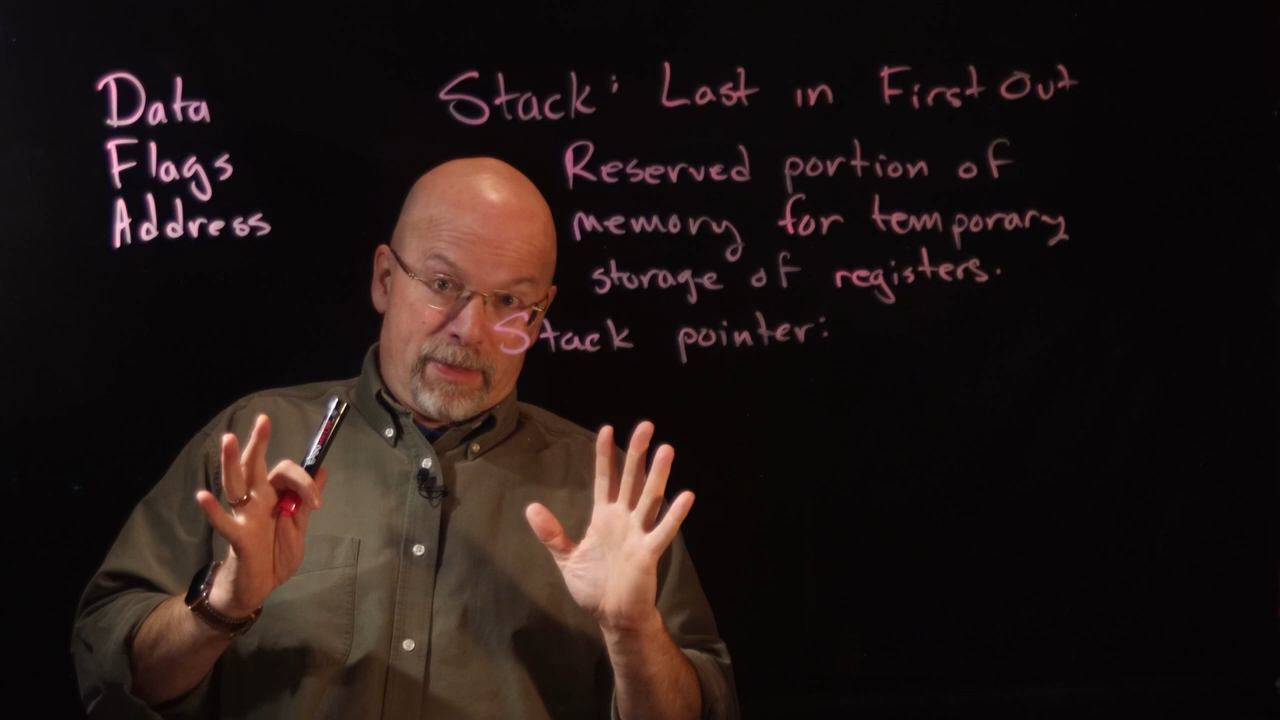 Data
Flags
Address
Stack: Last in First Out
Reserved portion of
memory for temporary
storage of registers.
Stack pointer: